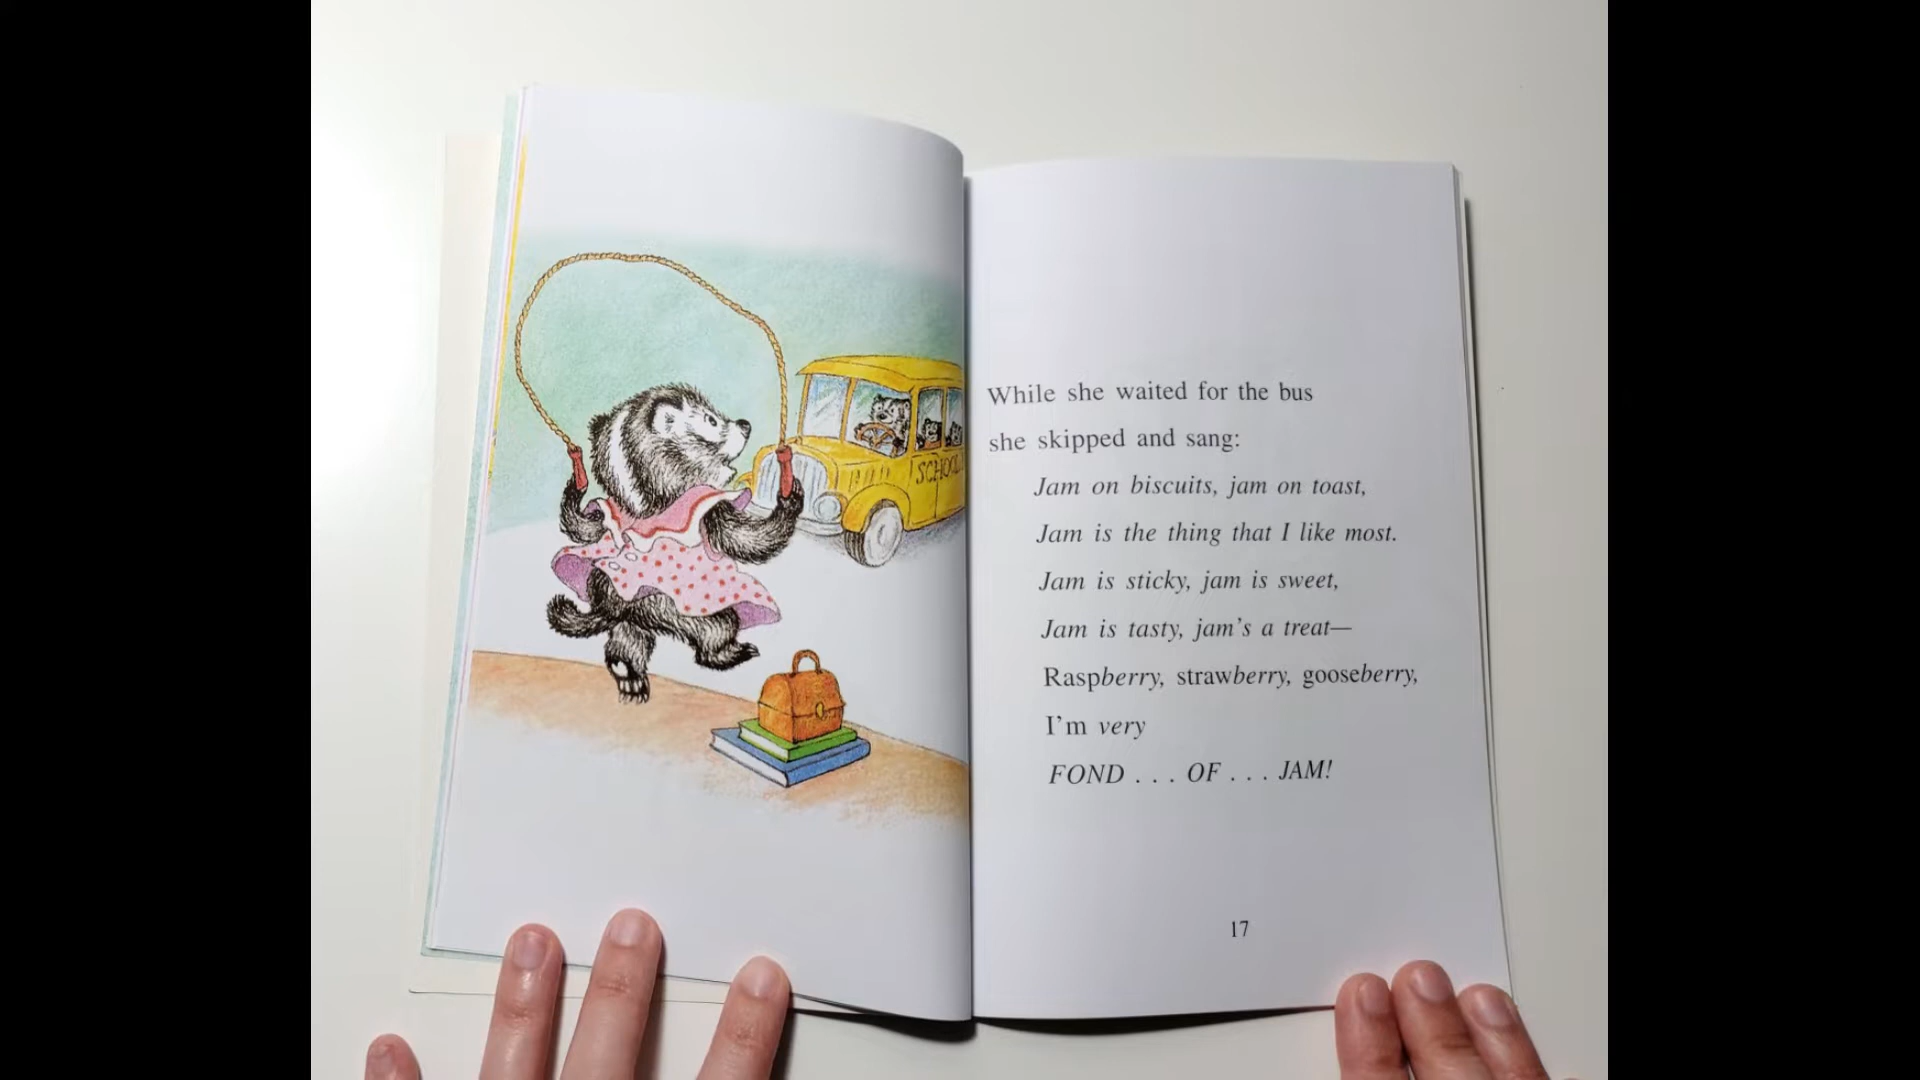 SCHOOL
While she waited for the bus
she skipped and sang:
Jam on biscuits, jam on toast,
Jam is the thing that I like most.
Jam is sticky, jam is sweet,
Jam is tasty, jam's a treat—
Raspberry, strawberry, gooseberry,
I'm very
FOND . . . OF . . . JAM!
17